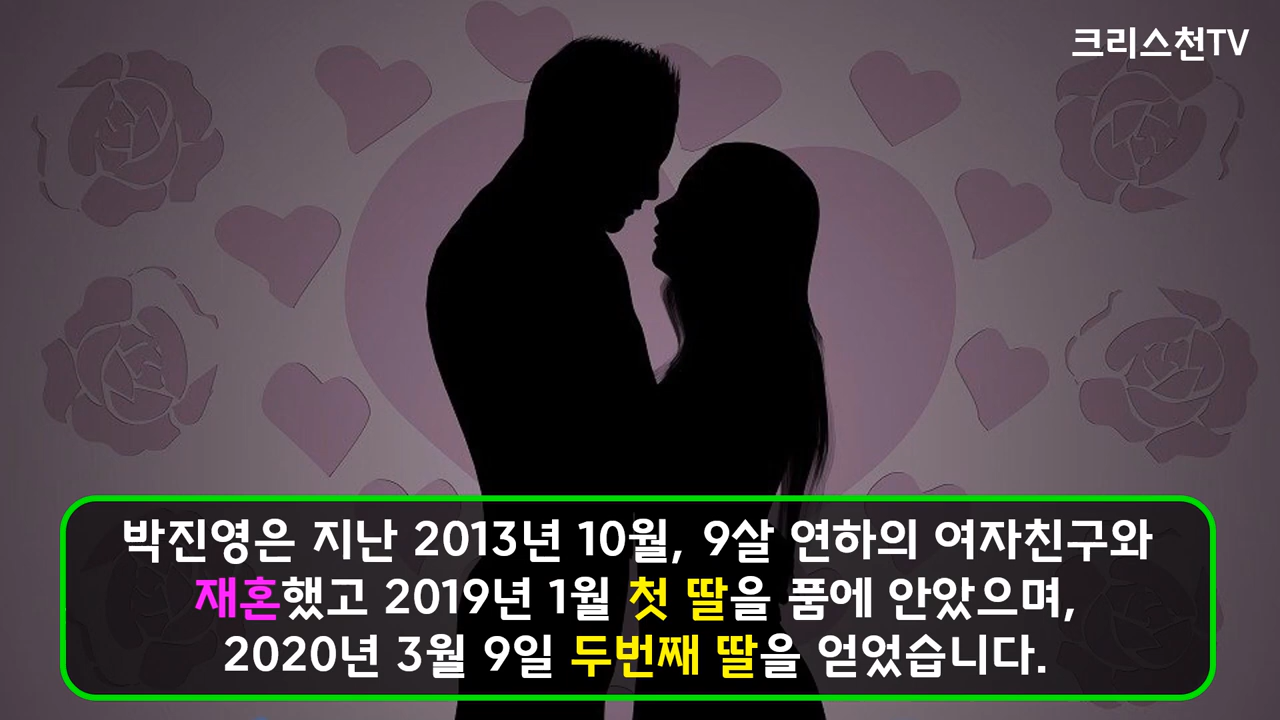 크리스천TV
박진영은 지난 2013년 10월, 9살 연하의 여자친구와
재혼했고 2019년 1월 첫 딸을 품에 안았으며,
2020년 3월 9일 두번째 딸을 얻었습니다.